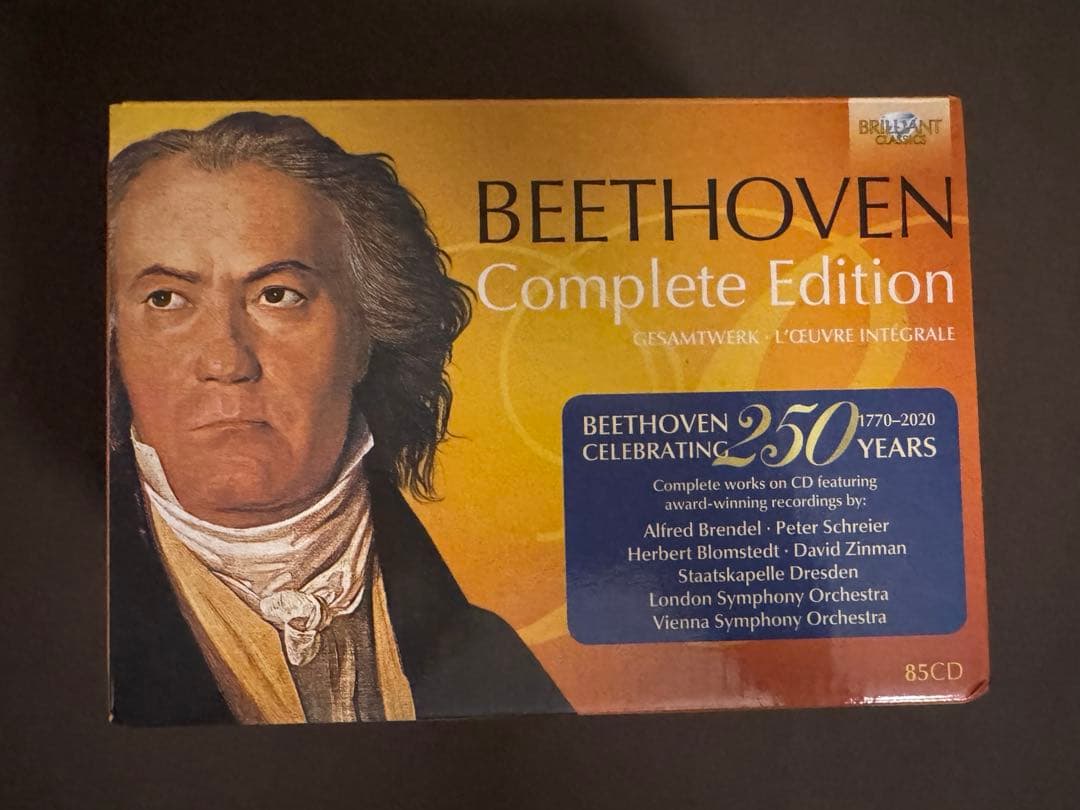 BRILLIANT
CLASSICS
BEETHOVEN
Complete Edition
GESAMTWERK · L'ŒUVRE INTÉGRALE
BEETHOVEN 250 1770–2020
CELEBRATING YEARS
Complete works on CD featuring
award-winning recordings by:
Alfred Brendel · Peter Schreier
Herbert Blomstedt · David Zinman
Staatskapelle Dresden
London Symphony Orchestra
Vienna Symphony Orchestra
85CD